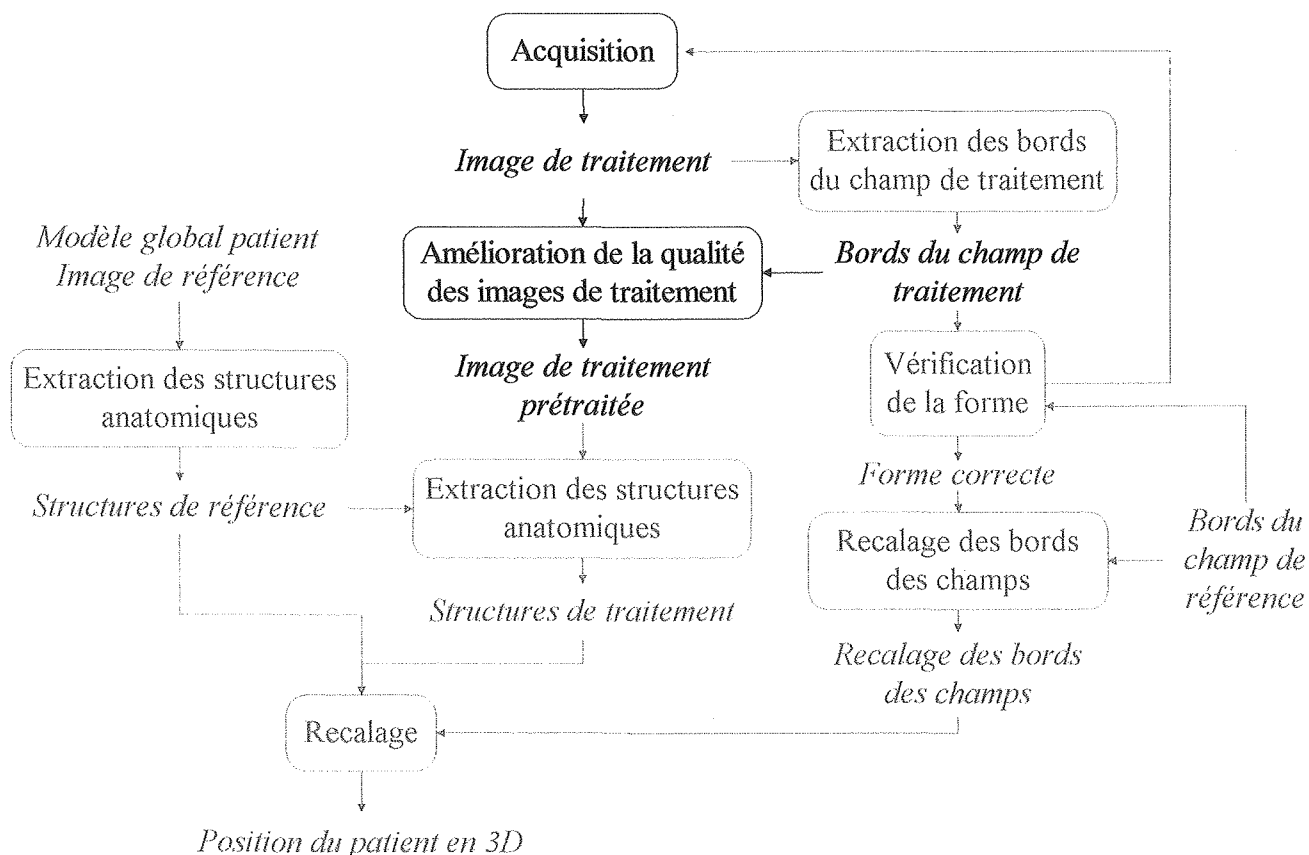 Acquisition
Image de traitement
Extraction des bords
du champ de traitement
Modèle global patient
Image de référence
Amélioration de la qualité
des images de traitement
Bords du champ de
traitement
Extraction des structures
anatomiques
Image de traitement
prétraitée
Vérification
de la forme
Structures de référence
Extraction des structures
anatomiques
Forme correcte
Recalage des bords
des champs
Bords du
champ de
référence
Structures de traitement
Recalage des bords
des champs
Recalage
Position du patient en 3D